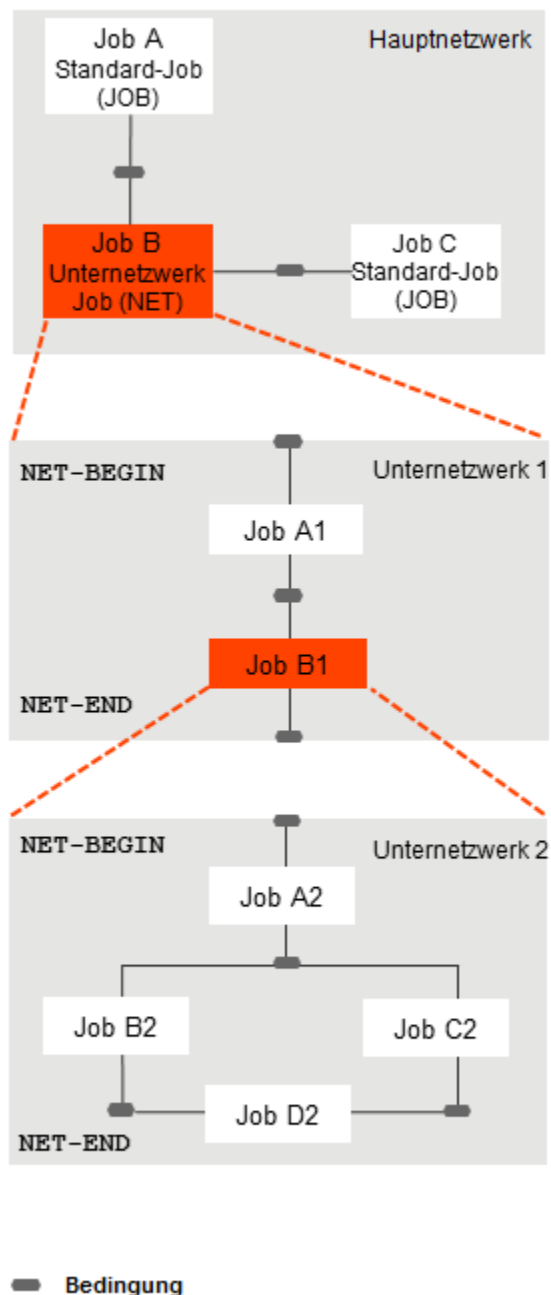 Job A
Standard-Job
(JOB)
Hauptnetzwerk
Job B
Unternetzwerk
Job (NET)
Job C
Standard-Job
(JOB)
NET-BEGIN
Unternetzwerk 1
Job A1
Job B1
NET-END
NET-BEGIN
Unternetzwerk 2
Job A2
Job B2
Job C2
Job D2
NET-END
Bedingung